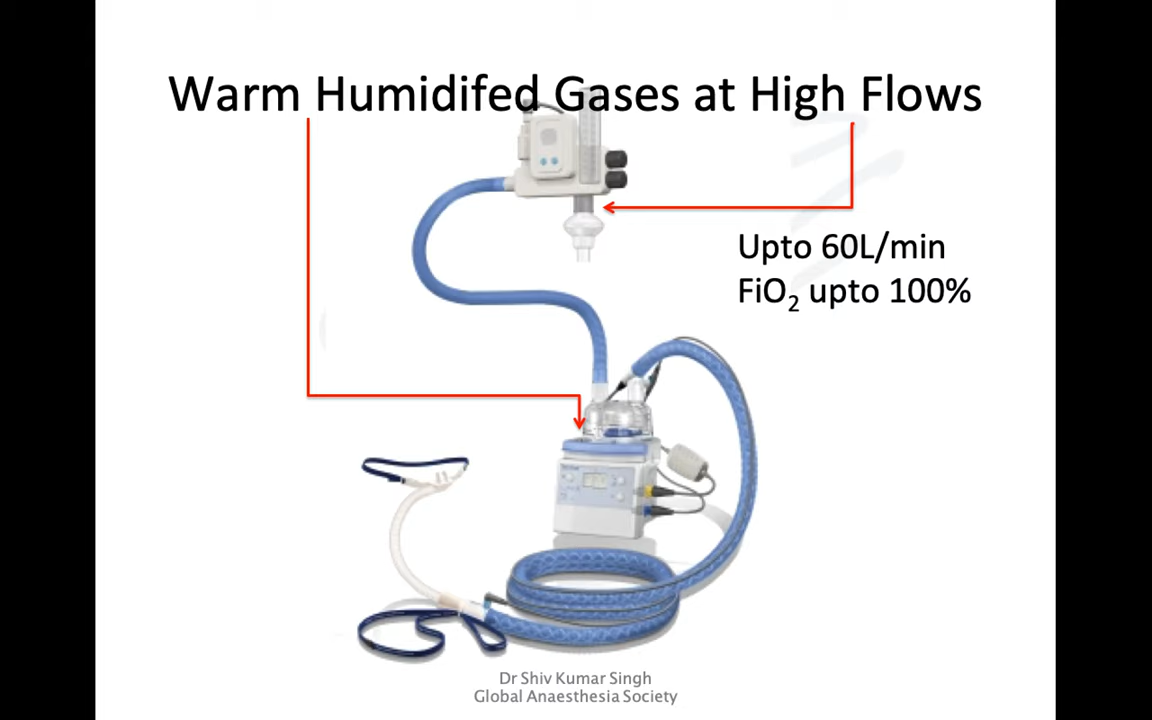 Warm Humidifed Gases at High Flows
Upto 60L/min
FiO₂ upto 100%
Dr Shiv Kumar Singh
Global Anaesthesia Society